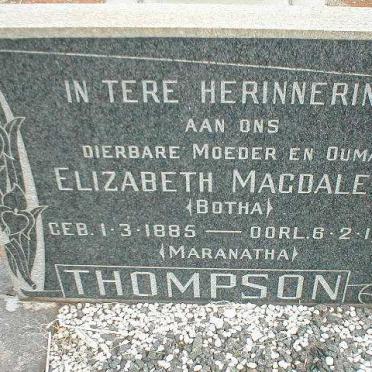 IN TERE HERINNERIN
AAN ONS
DIERBARE MOEDER EN OUMA
ELIZABETH MAGDALE
(BOTHA)
GEB. 1·3·1885 — OORL. 6·2·1
(MARANATHA)
THOMPSON